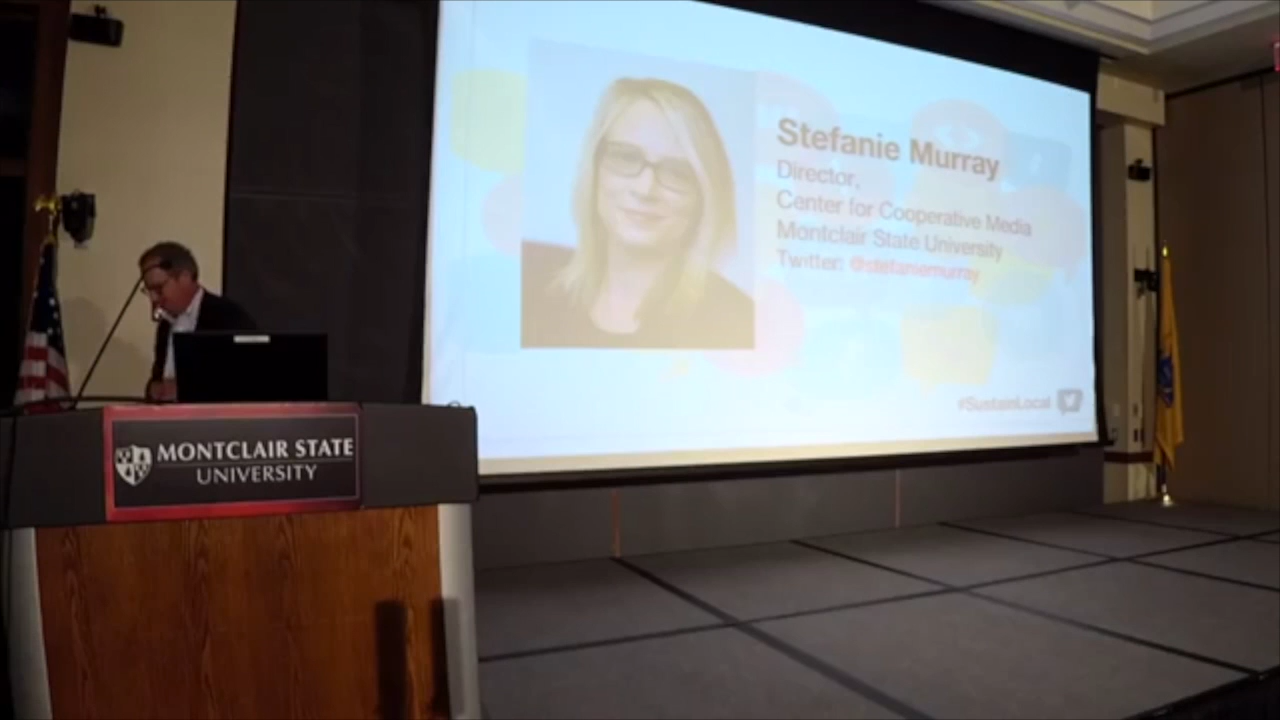 Stefanie Murray
Director,
Center for Cooperative Media
Montclair State University
Twitter: @stefaniemurray
#SustainLocal
MONTCLAIR STATE
UNIVERSITY